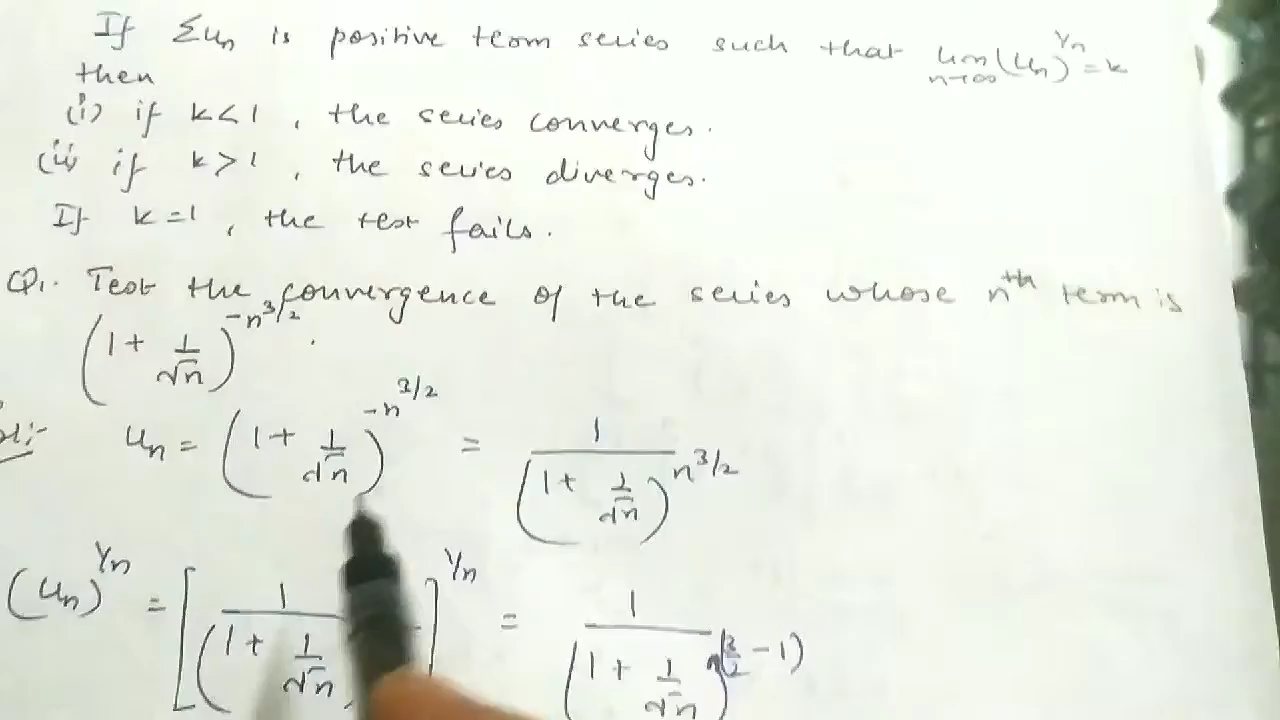 If Σuₙ is positive term series such that lim n→∞ (uₙ)^(1/n) = k
then
(i) if k<1, the series converges.
(ii) if k>1, the series diverges.
If k=1, the test fails.
Q1. Test the convergence of the series whose nth term is
(1 + 1/√n)^(-n^(3/2)).
Sol:- uₙ = (1 + 1/√n)^(-n^(3/2)) = 1/(1 + 1/√n)^(n^(3/2))
(uₙ)^(1/n) = [1/(1 + 1/√n)]^(1/n) = 1/(1 + 1/√n)^(n^(3/2 - 1))